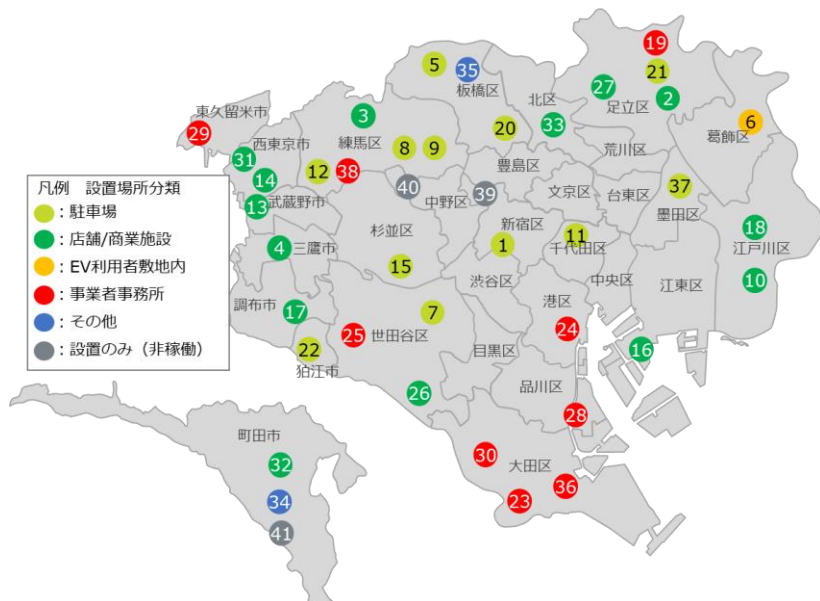 19
5
35
板橋区
21
27
2
足立区
北区
東久留米市
29
3
練馬区
20
33
6
葛飾区
西東京市
31
8
9
荒川区
12
38
豊島区
14
40
39
文京区
台東区
37
墨田区
13
武蔵野市
中野区
杉並区
新宿区
1
11
千代田区
18
江戸川区
4
三鷹市
15
渋谷区
中央区
江東区
10
調布市
17
7
世田谷区
25
港区
24
目黒区
16
22
狛江市
26
品川区
28
凡例 設置場所分類
:駐車場
:店舗/商業施設
:EV利用者敷地内
:事業者事務所
:その他
:設置のみ(非稼働)
町田市
32
34
41
30
大田区
36
23